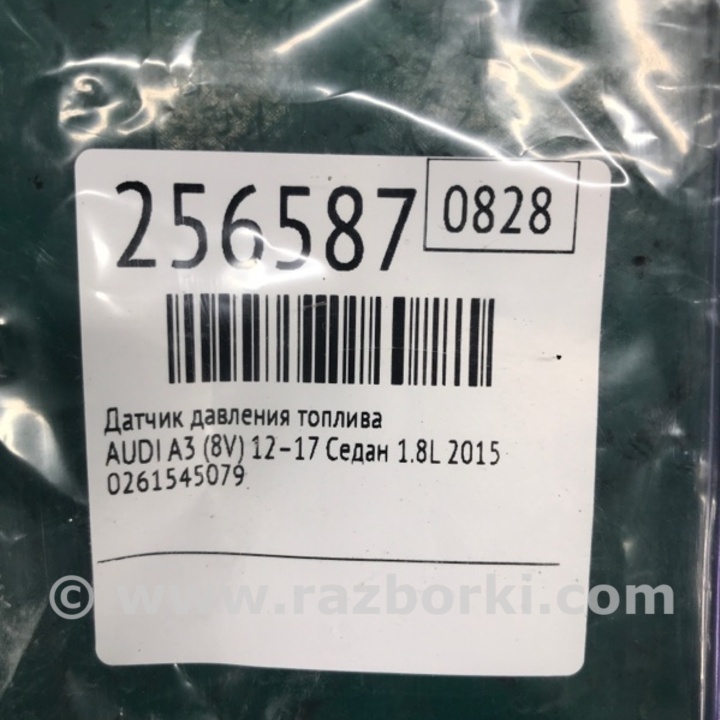 256587
0828
Датчик давления топлива
AUDI A3 (8V) 12-17 Седан 1.8L 2015
0261545079
© www.razborki.com